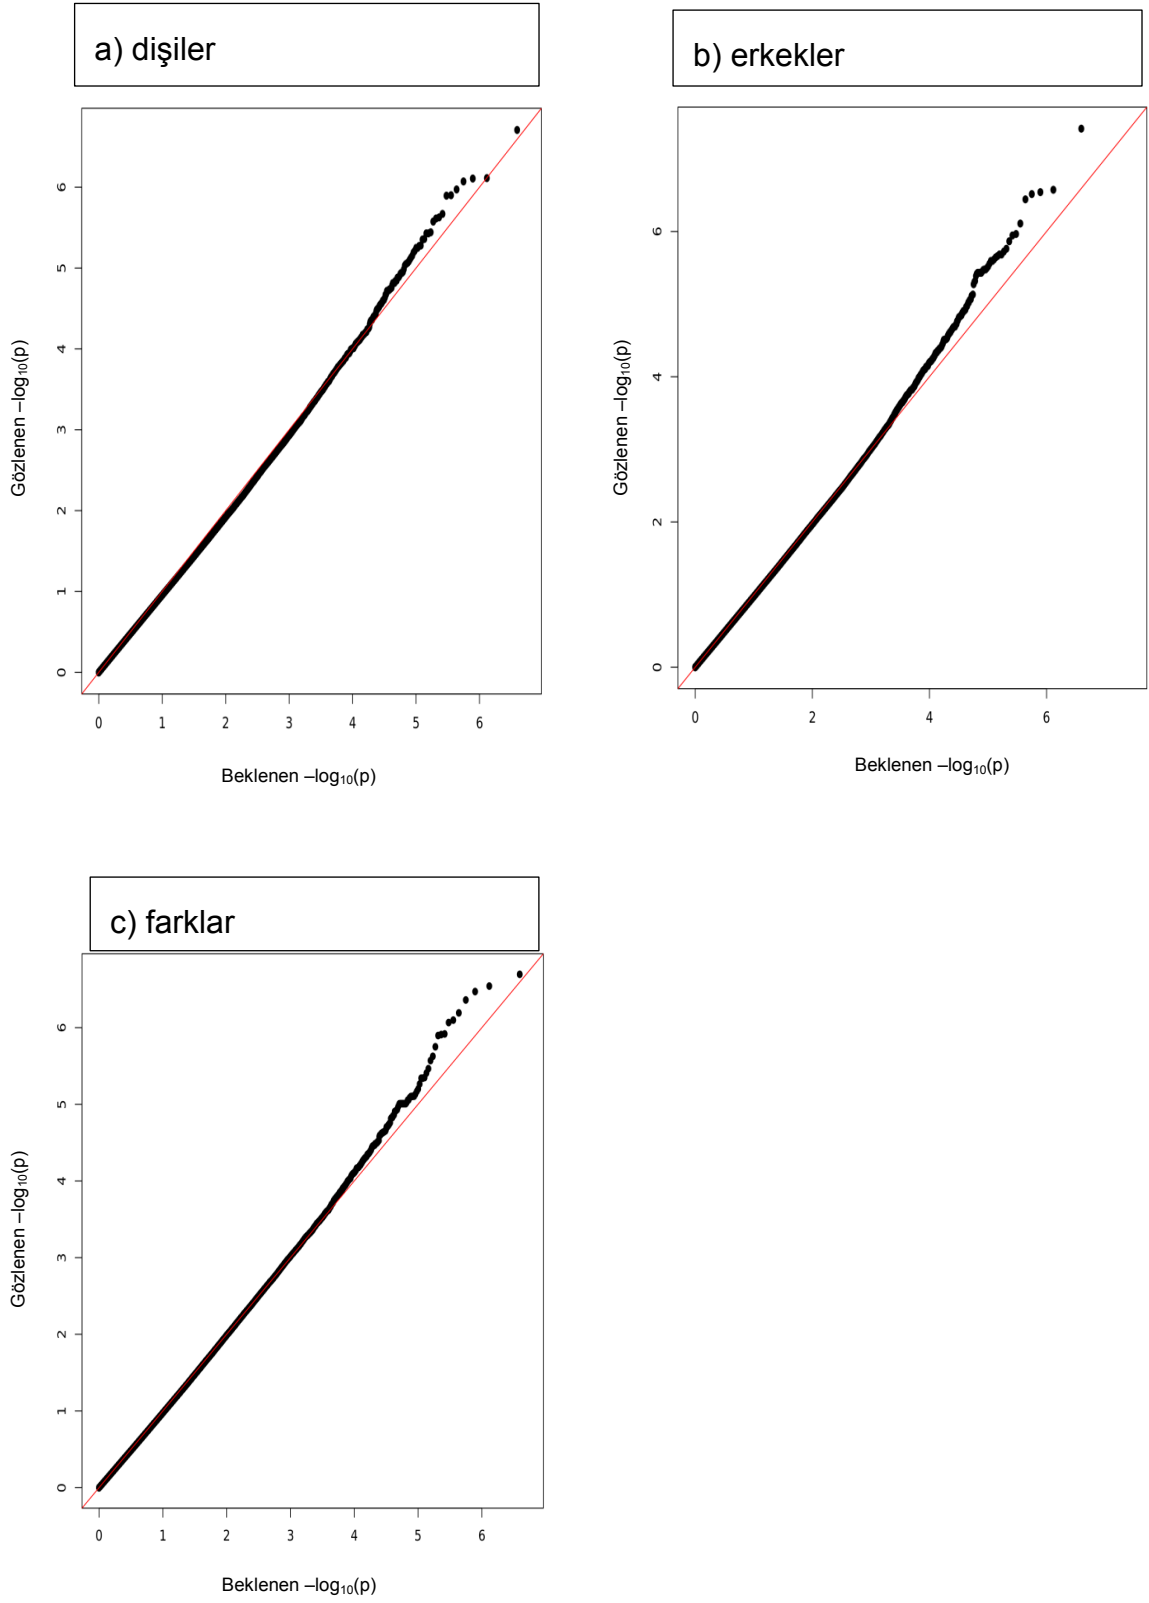 a) dişiler
b) erkekler
Gözlenen –log₁₀(p)
6
5
4
3
2
1
0
0 1 2 3 4 5 6
Beklenen –log₁₀(p)
Gözlenen –log₁₀(p)
6
4
2
0
0 2 4 6
Beklenen –log₁₀(p)
c) farklar
Gözlenen –log₁₀(p)
6
5
4
3
2
1
0
0 1 2 3 4 5 6
Beklenen –log₁₀(p)